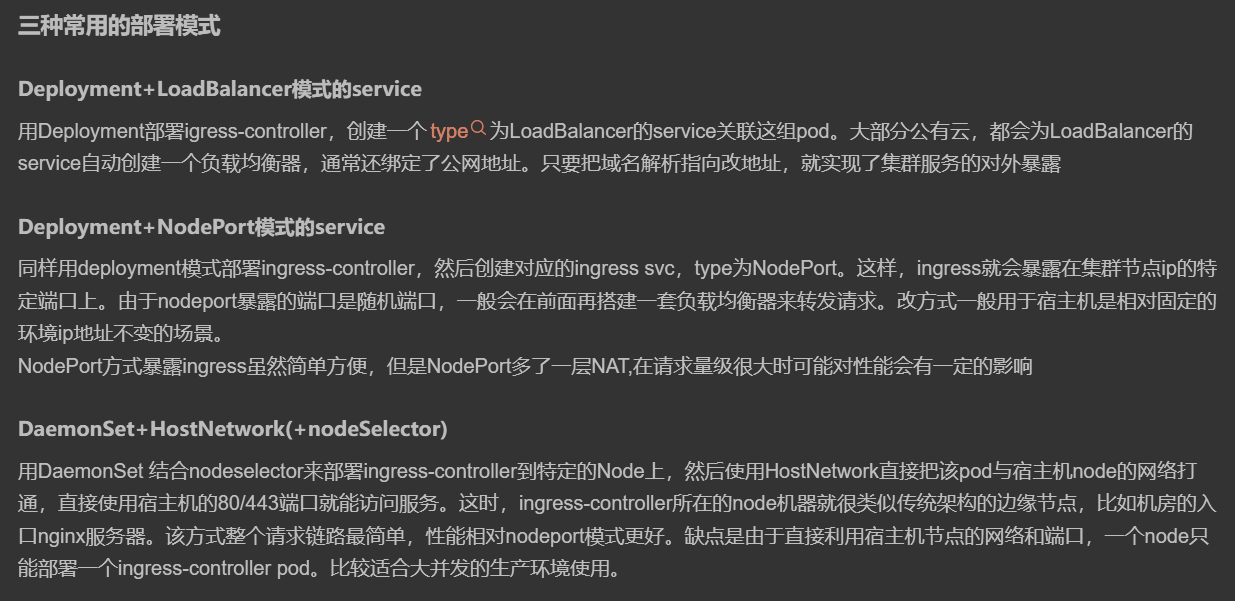 三种常用的部署模式
Deployment+LoadBalancer模式的service
用Deployment部署igress-controller，创建一个type为LoadBalancer的service关联这组pod。大部分公有云，都会为LoadBalancer的
service自动创建一个负载均衡器，通常还绑定了公网地址。只要把域名解析指向改地址，就实现了集群服务的对外暴露
Deployment+NodePort模式的service
同样用deployment模式部署ingress-controller，然后创建对应的ingress svc，type为NodePort。这样，ingress就会暴露在集群节点ip的特
定端口上。由于nodeport暴露的端口是随机端口，一般会在前面再搭建一套负载均衡器来转发请求。改方式一般用于宿主机是相对固定的
环境ip地址不变的场景。
NodePort方式暴露ingress虽然简单方便，但是NodePort多了一层NAT,在请求量级很大时可能对性能会有一定的影响
DaemonSet+HostNetwork(+nodeSelector)
用DaemonSet 结合nodeselector来部署ingress-controller到特定的Node上，然后使用HostNetwork直接把该pod与宿主机node的网络打
通，直接使用宿主机的80/443端口就能访问服务。这时，ingress-controller所在的node机器就很类似传统架构的边缘节点，比如机房的入
口nginx服务器。该方式整个请求链路最简单，性能相对nodeport模式更好。缺点是由于直接利用宿主机节点的网络和端口，一个node只
能部署一个ingress-controller pod。比较适合大并发的生产环境使用。